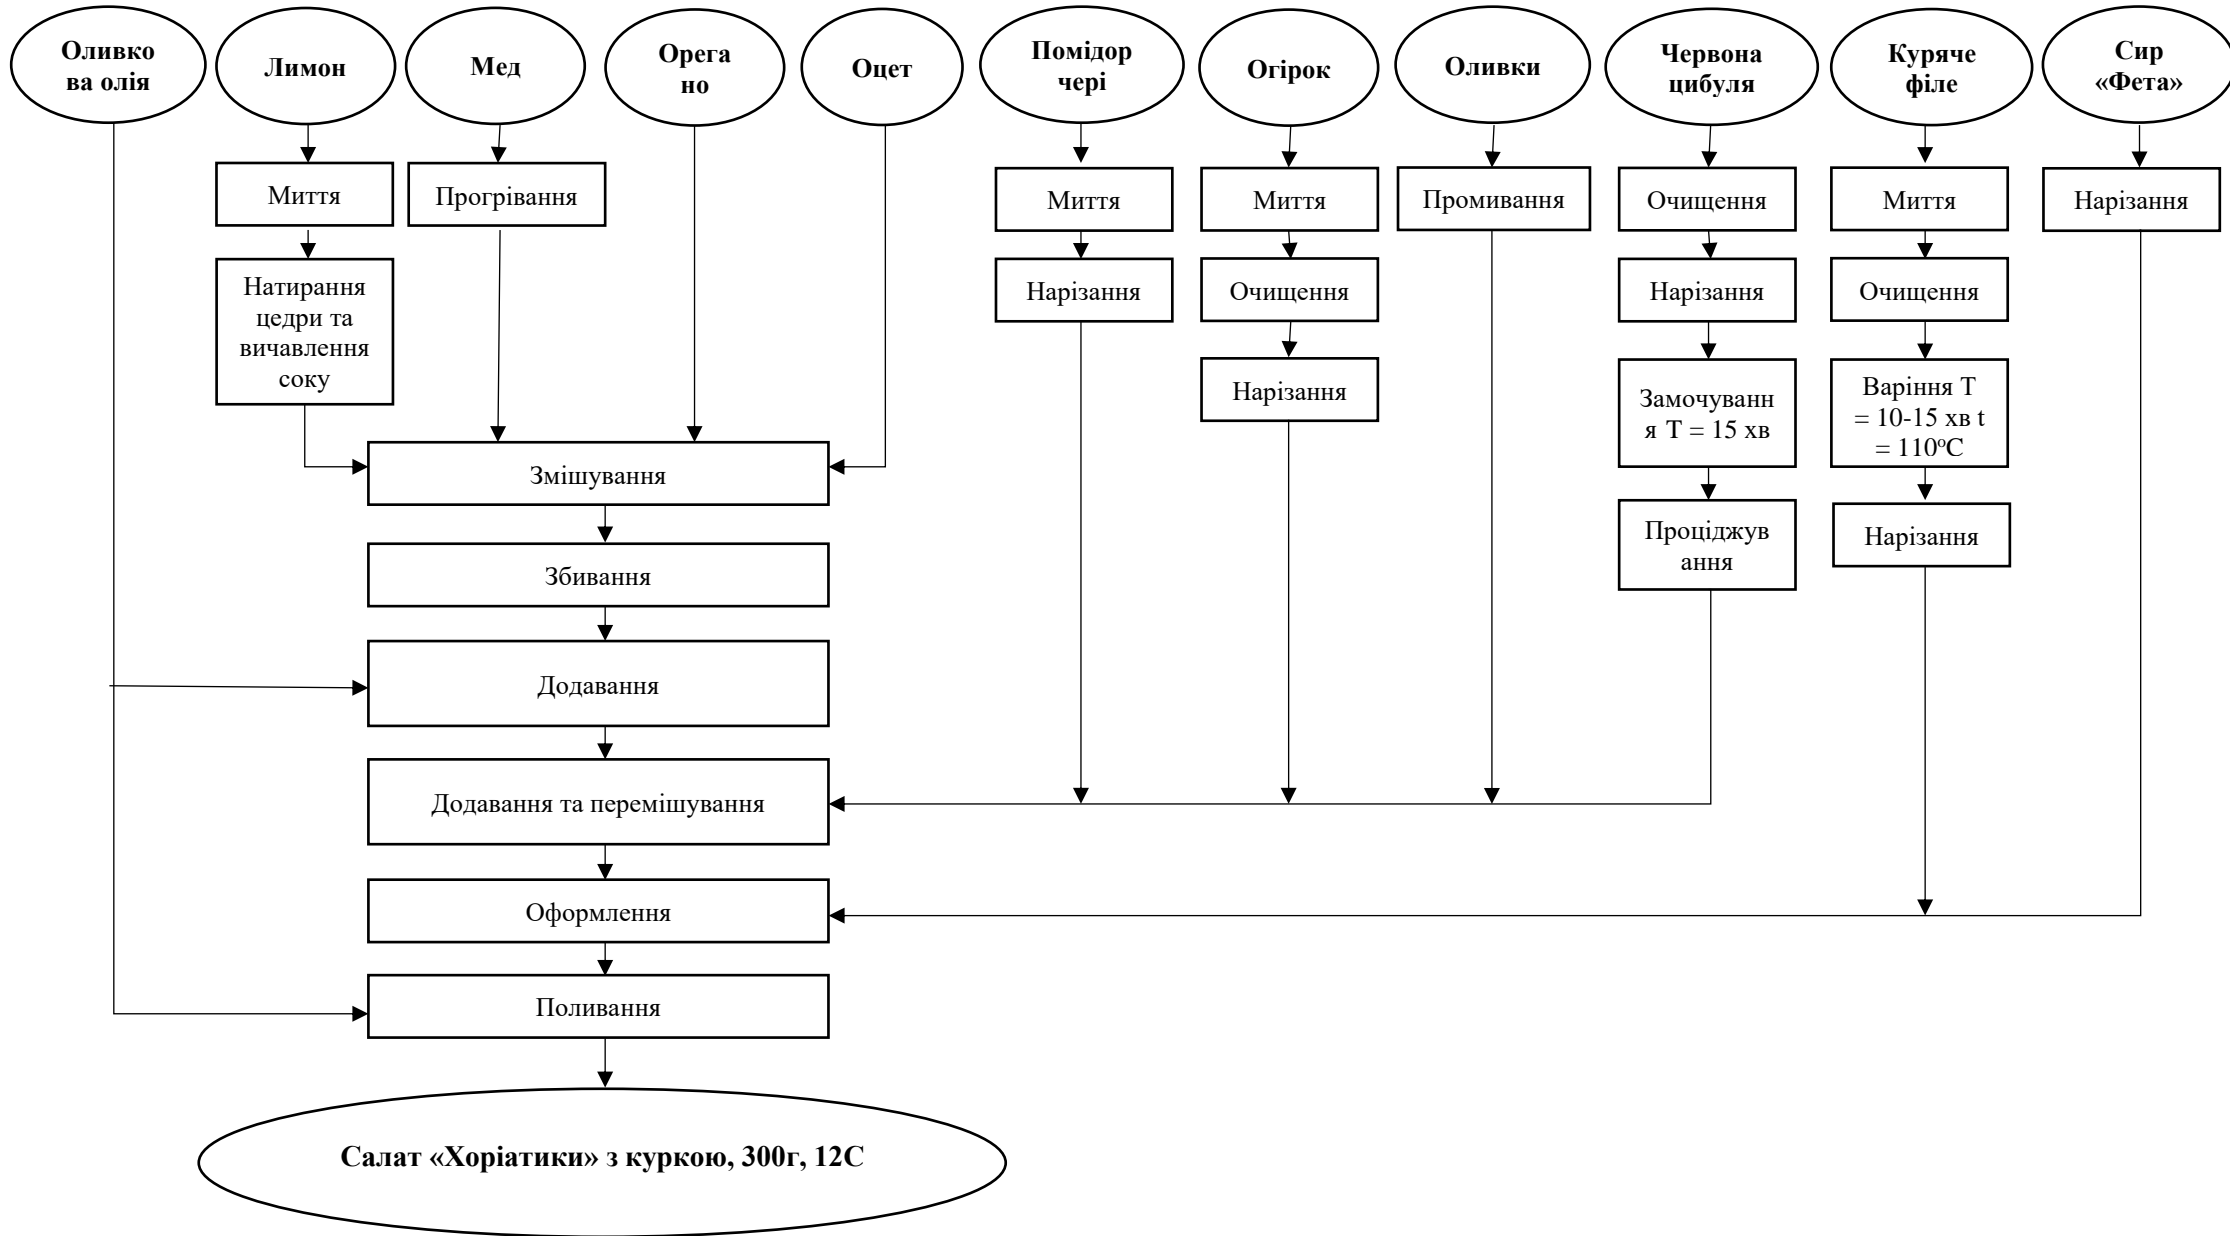 Оливко
ва олія
Лимон
Мед
Орега
но
Оцет
Помідор
чері
Огірок
Оливки
Червона
цибуля
Куряче
філе
Сир
«Фета»
Миття
Прогрівання
Миття
Миття
Промивання
Очищення
Миття
Нарізання
Натирання
цедри та
вичавлення
соку
Нарізання
Очищення
Нарізання
Очищення
Нарізання
Замочуванн
я Т = 15 хв
Варіння Т
= 10-15 хв t
= 110°С
Змішування
Проціджув
ання
Нарізання
Збивання
Додавання
Додавання та перемішування
Оформлення
Поливання
Салат «Хоріатики» з куркою, 300г, 12С